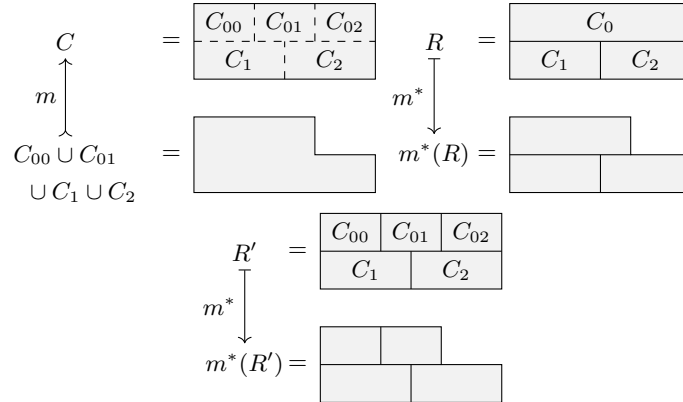 C = C₀₀ C₀₁ C₀₂
C₁ C₂
m
C₀₀ ∪ C₀₁ =
∪ C₁ ∪ C₂
R = C₀
C₁ C₂
m*
m*(R) =
R′ = C₀₀ C₀₁ C₀₂
C₁ C₂
m*
m*(R′) =